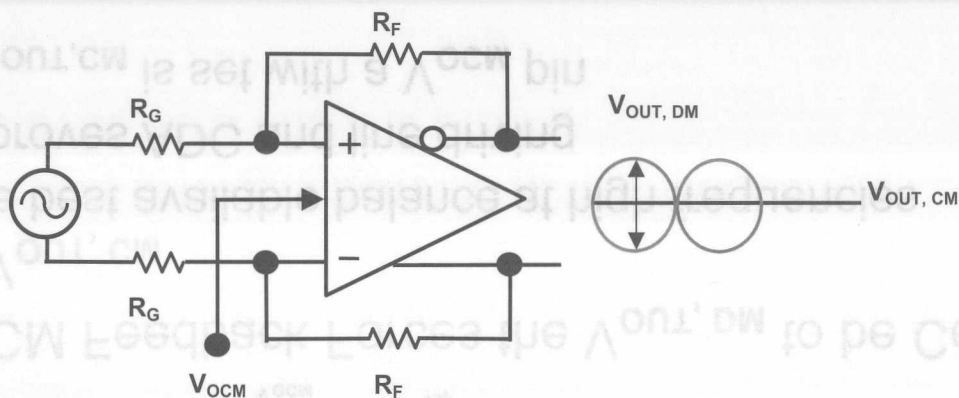 R_F
R_G
V_OUT, DM
+
V_OUT, CM
−
R_G
V_OCM
R_F